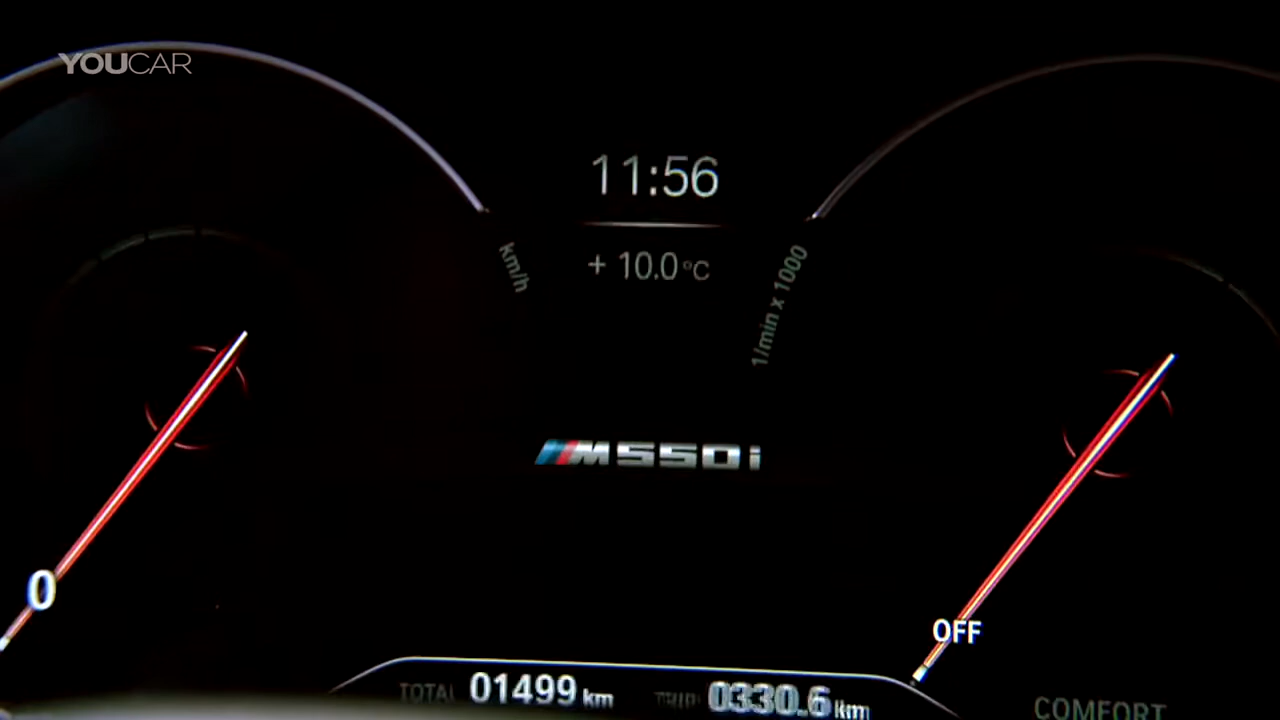 YOUCAR
11:56
km/h
+ 10.0°C
1/min x 1000
M550i
0
OFF
TOTAL 01499 km TRIP 0330.6 km
COMFORT